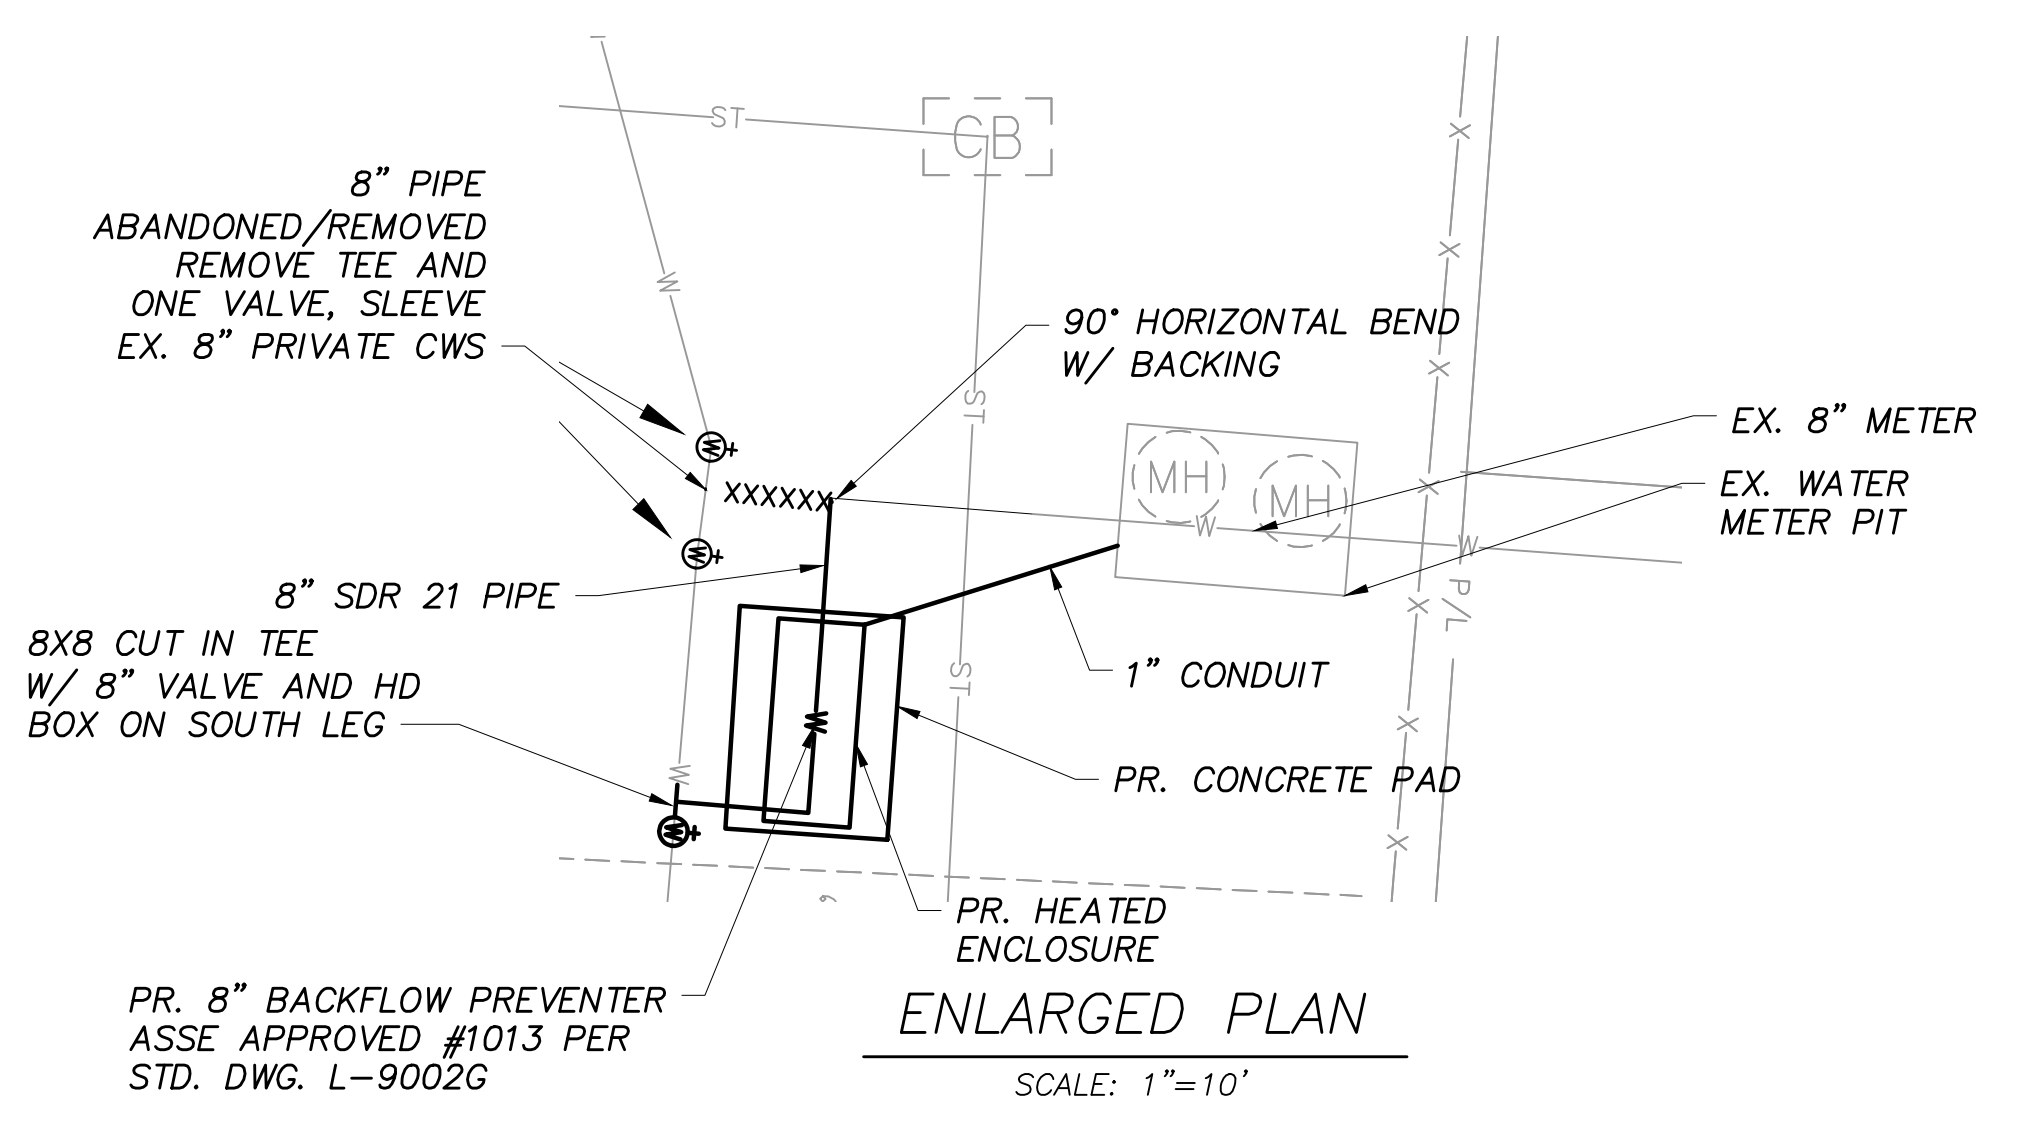 ST
CB
8" PIPE
ABANDONED/REMOVED
REMOVE TEE AND
ONE VALVE, SLEEVE
EX. 8" PRIVATE CWS
X
X
X
W
90° HORIZONTAL BEND
W/ BACKING
ST
EX. 8" METER
EX. WATER
METER PIT
W
XXXXXX
MH
MH
W
W
X
W
8" SDR 21 PIPE
X
P/L
8X8 CUT IN TEE
W/ 8" VALVE AND HD
BOX ON SOUTH LEG
ST
1" CONDUIT
W
X
W
PR. CONCRETE PAD
W
X
PR. HEATED
ENCLOSURE
PR. 8" BACKFLOW PREVENTER
ASSE APPROVED #1013 PER
STD. DWG. L-9002G
ENLARGED PLAN
SCALE: 1"=10'